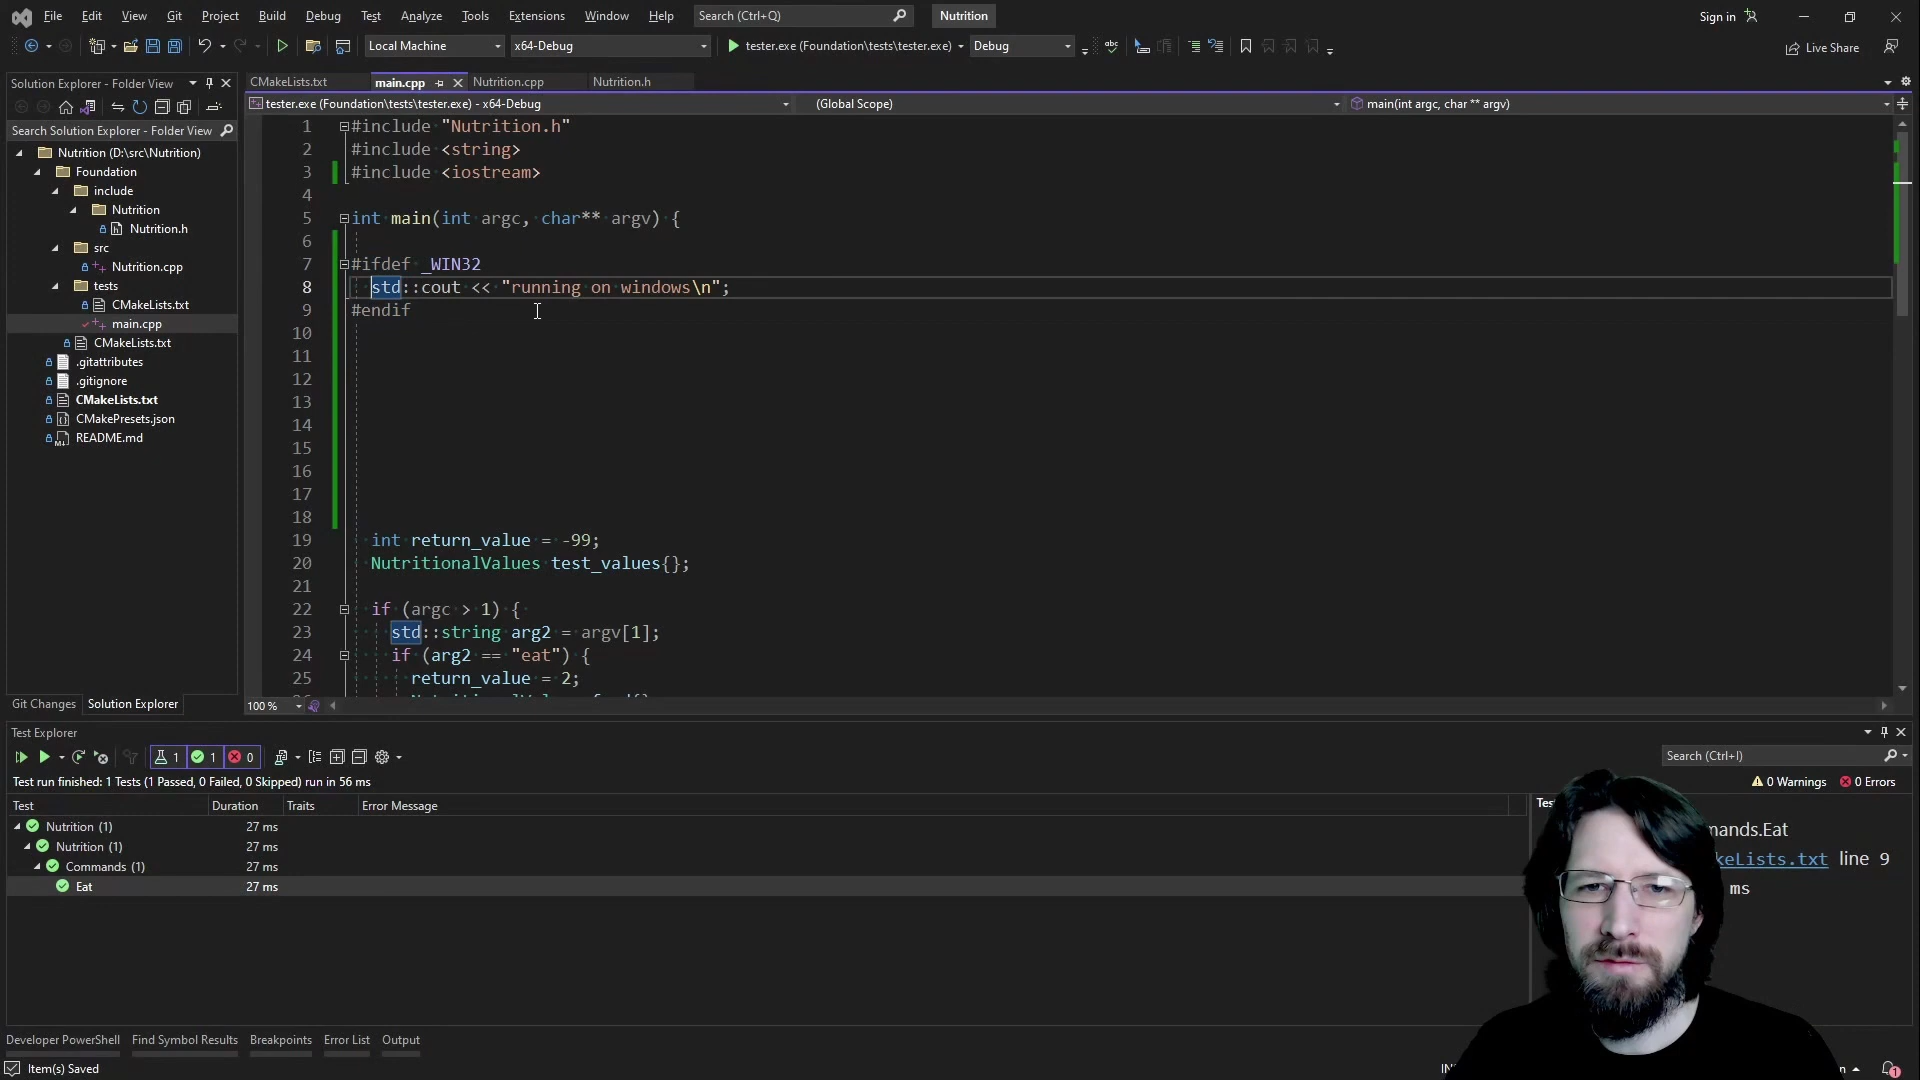 File Edit View Git Project Build Debug Test Analyze Tools Extensions Window Help Search (Ctrl+Q) Nutrition Sign in
Local Machine x64-Debug tester.exe (Foundation\tests\tester.exe) Debug Live Share
Solution Explorer - Folder View
Search Solution Explorer - Folder View
Nutrition (D:\src\Nutrition)
Foundation
include
Nutrition
Nutrition.h
src
Nutrition.cpp
tests
CMakeLists.txt
main.cpp
CMakeLists.txt
.gitattributes
.gitignore
CMakeLists.txt
CMakePresets.json
README.md
Git Changes Solution Explorer
CMakeLists.txt main.cpp Nutrition.cpp Nutrition.h
tester.exe (Foundation\tests\tester.exe) - x64-Debug (Global Scope) main(int argc, char ** argv)
1 #include "Nutrition.h"
2 #include <string>
3 #include <iostream>
4
5 int main(int argc, char** argv) {
6
7 #ifdef _WIN32
8 std::cout << "running on windows\n";
9 #endif
10
11
12
13
14
15
16
17
18
19 int return_value = -99;
20 NutritionalValues test_values{};
21
22 if (argc > 1) {
23 std::string arg2 = argv[1];
24 if (arg2 == "eat") {
25 return_value = 2;
100 %
Test Explorer
1 1 0 Search (Ctrl+I)
Test run finished: 1 Tests (1 Passed, 0 Failed, 0 Skipped) run in 56 ms 0 Warnings 0 Errors
Test Duration Traits Error Message
Nutrition (1) 27 ms
Nutrition (1) 27 ms
Commands (1) 27 ms
Eat 27 ms
mands.Eat
keLists.txt line 9
ms
Developer PowerShell Find Symbol Results Breakpoints Error List Output
Item(s) Saved